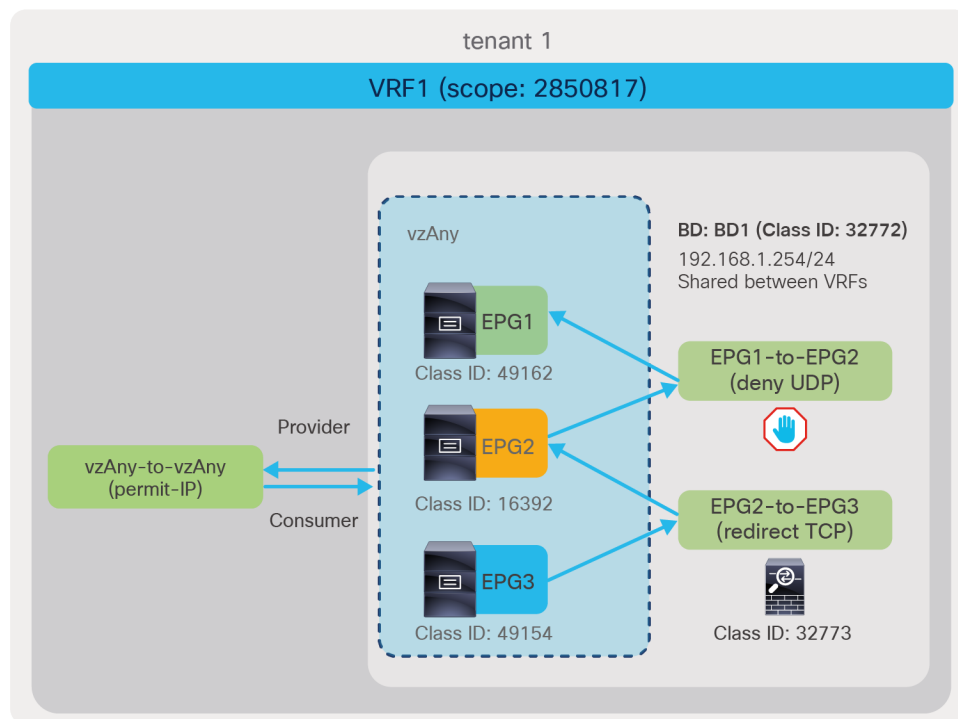 tenant 1
VRF1 (scope: 2850817)
vzAny
BD: BD1 (Class ID: 32772)
192.168.1.254/24
Shared between VRFs
EPG1
Class ID: 49162
EPG1-to-EPG2
(deny UDP)
Provider
vzAny-to-vzAny
(permit-IP)
Consumer
EPG2
Class ID: 16392
EPG2-to-EPG3
(redirect TCP)
EPG3
Class ID: 49154
Class ID: 32773